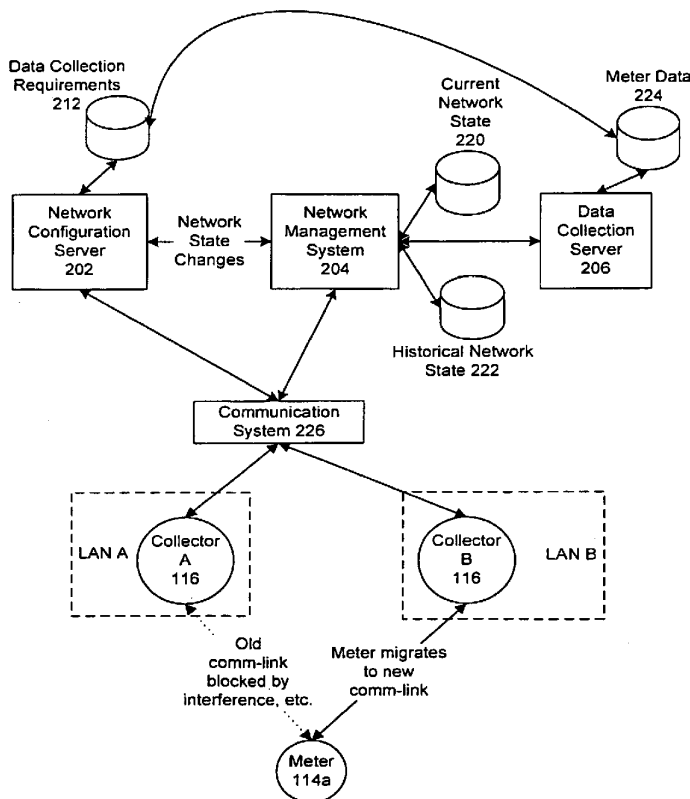 Data Collection
Requirements
212
Current
Network
State
220
Meter Data
224
Network
Configuration
Server
202
Network
State
Changes
Network
Management
System
204
Data
Collection
Server
206
Historical Network
State 222
Communication
System 226
LAN A
Collector
A
116
Collector
B
116
LAN B
Old
comm-link
blocked by
interference, etc.
Meter migrates
to new
comm-link
Meter
114a